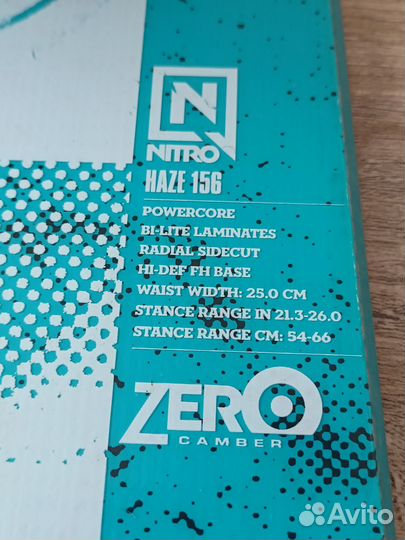 N
NITRO
HAZE 156
POWERCORE
BI-LITE LAMINATES
RADIAL SIDECUT
HI-DEF FH BASE
WAIST WIDTH: 25.0 CM
STANCE RANGE IN 21.3-26.0
STANCE RANGE CM: 54-66
ZERO
CAMBER
Avito